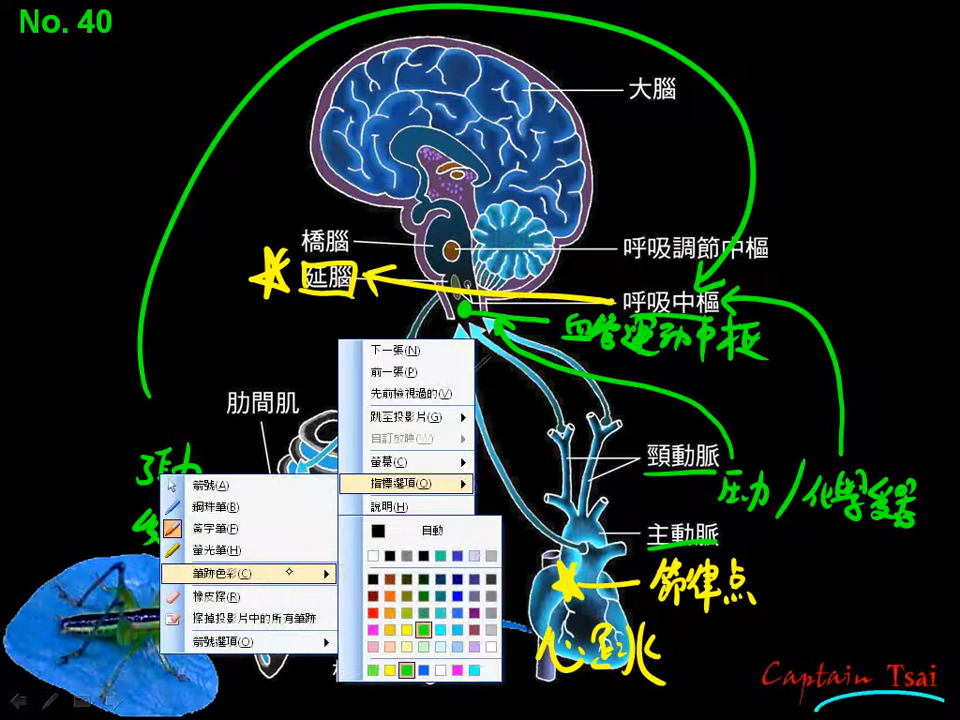 No. 40
大腦
橋腦
呼吸調節中樞
延腦
呼吸中樞
血管運動中樞
下一張(N)
前一張(P)
先前檢視過的(V)
跳至投影片(G)
自訂放映(W)
螢幕(C)
指標選項(O)
說明(H)
肋間肌
頸動脈
張力
壓力/化學受器
箭號(A)
鋼珠筆(B)
簽字筆(F)
螢光筆(H)
筆跡色彩(C)
橡皮擦(R)
擦掉投影片中的所有筆跡
箭號選項(O)
自動
主動脈
節律点
心跳
Captain Tsai